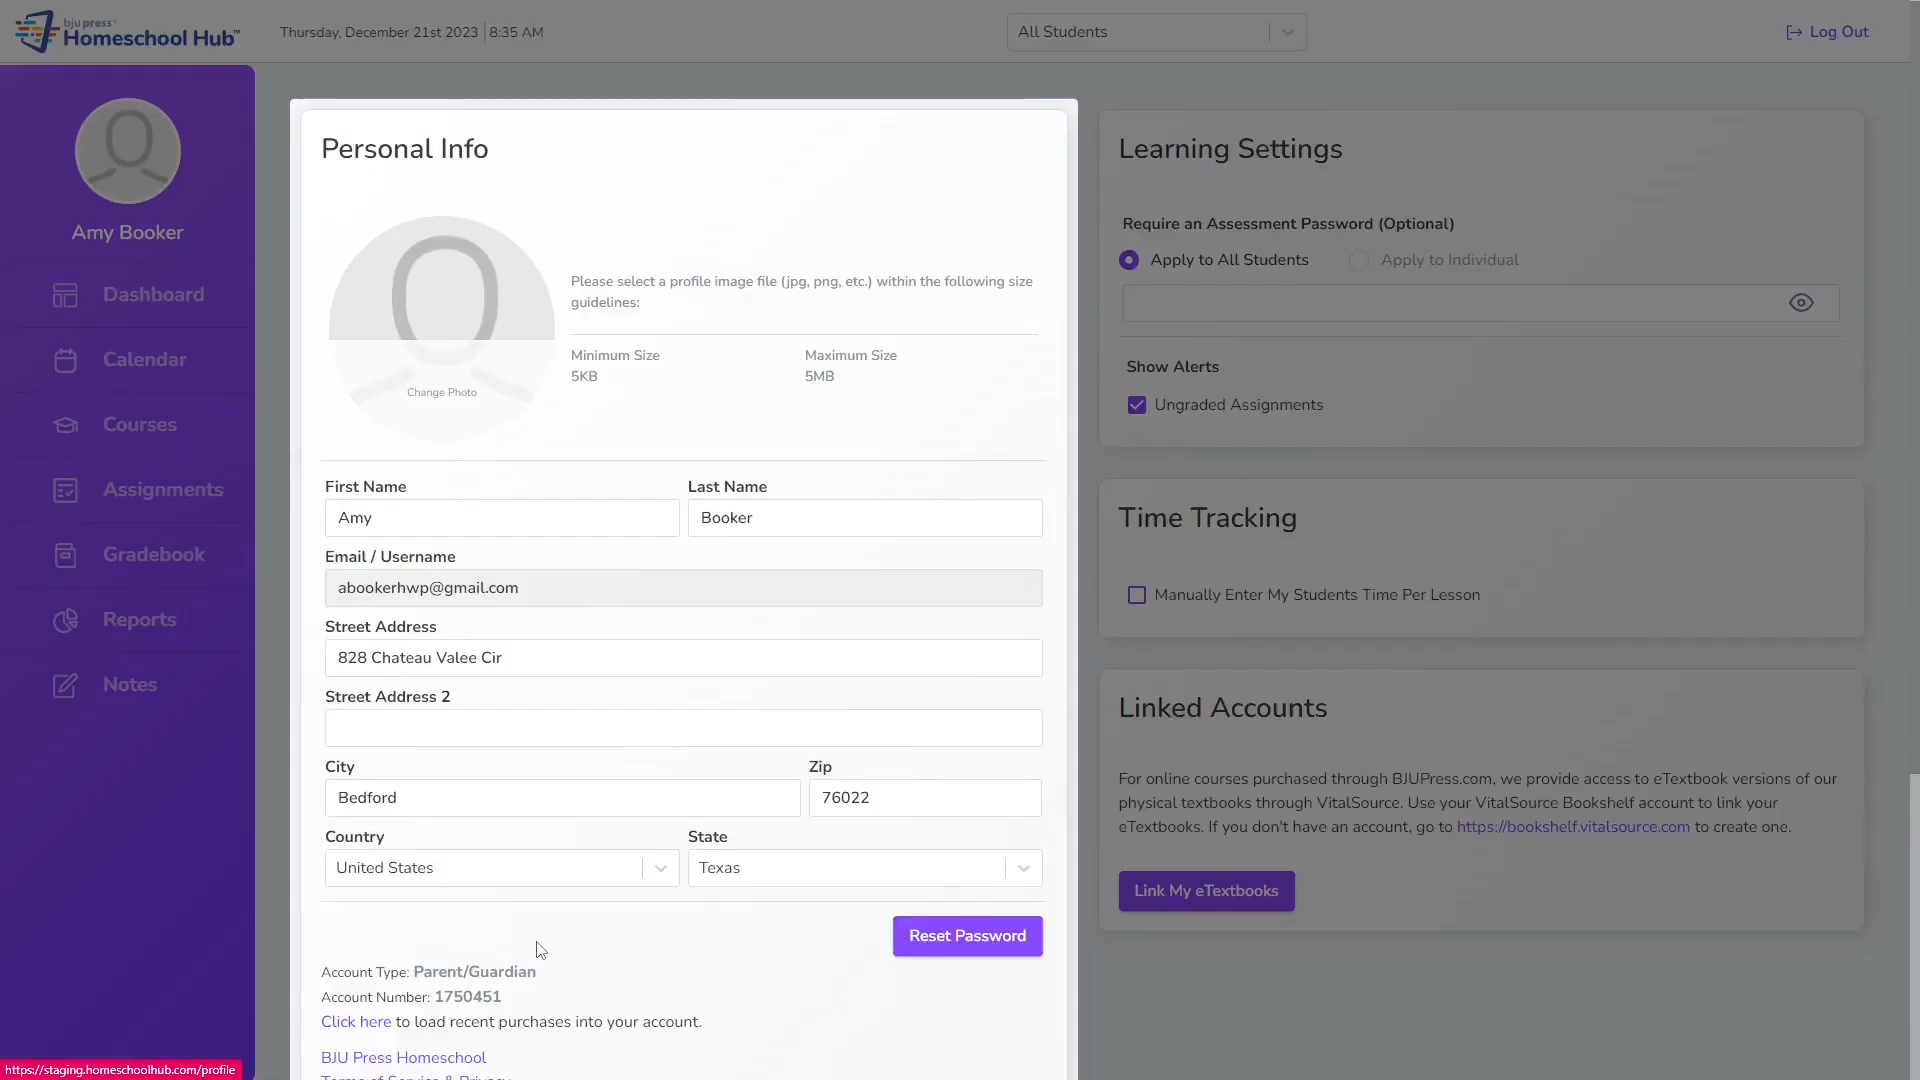 bju press
Homeschool Hub™
Thursday, December 21st 2023 | 8:35 AM
All Students
Log Out
Amy Booker
Dashboard
Calendar
Courses
Assignments
Gradebook
Reports
Notes
Personal Info
Please select a profile image file (jpg, png, etc.) within the following size
guidelines:
Minimum Size
5KB
Maximum Size
5MB
Change Photo
First Name
Last Name
Amy
Booker
Email / Username
abookerhwp@gmail.com
Street Address
828 Chateau Valee Cir
Street Address 2
City
Zip
Bedford
76022
Country
State
United States
Texas
Reset Password
Account Type: Parent/Guardian
Account Number: 1750451
Click here to load recent purchases into your account.
BJU Press Homeschool
Terms of Service & Privacy
Learning Settings
Require an Assessment Password (Optional)
Apply to All Students
Apply to Individual
Show Alerts
Ungraded Assignments
Time Tracking
Manually Enter My Students Time Per Lesson
Linked Accounts
For online courses purchased through BJUPress.com, we provide access to eTextbook versions of our
physical textbooks through VitalSource. Use your VitalSource Bookshelf account to link your
eTextbooks. If you don't have an account, go to https://bookshelf.vitalsource.com to create one.
Link My eTextbooks
https://staging.homeschoolhub.com/profile